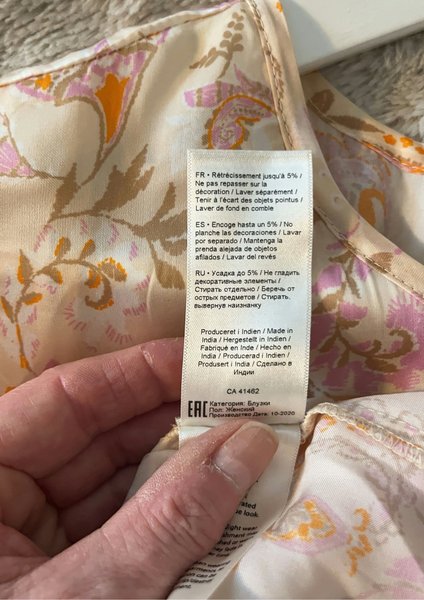 FR • Rétrécissement jusqu'à 5% /
Ne pas repasser sur la
décoration / Laver séparément /
Tenir à l'écart des objets pointus /
Laver de fond en comble
ES • Encoge hasta un 5% / No
planche las decoraciones / Lavar
por separado / Mantenga la
prenda alejada de objetos
afilados / Lavar del revés
RU • Усадка до 5% / Не гладить
декоративные элементы /
Стирать отдельно / Беречь от
острых предметов / Стирать,
вывернув наизнанку
Produceret i Indien / Made in
India / Hergestellt in Indien /
Fabriqué en Inde / Hecho en
India / Producerad i Indien /
Produsert i India / Сделано в
Индии
CA 41462
EAC Категория: Блузки
Пол: Женский
Производство Дата: 10-2020
look.
wear